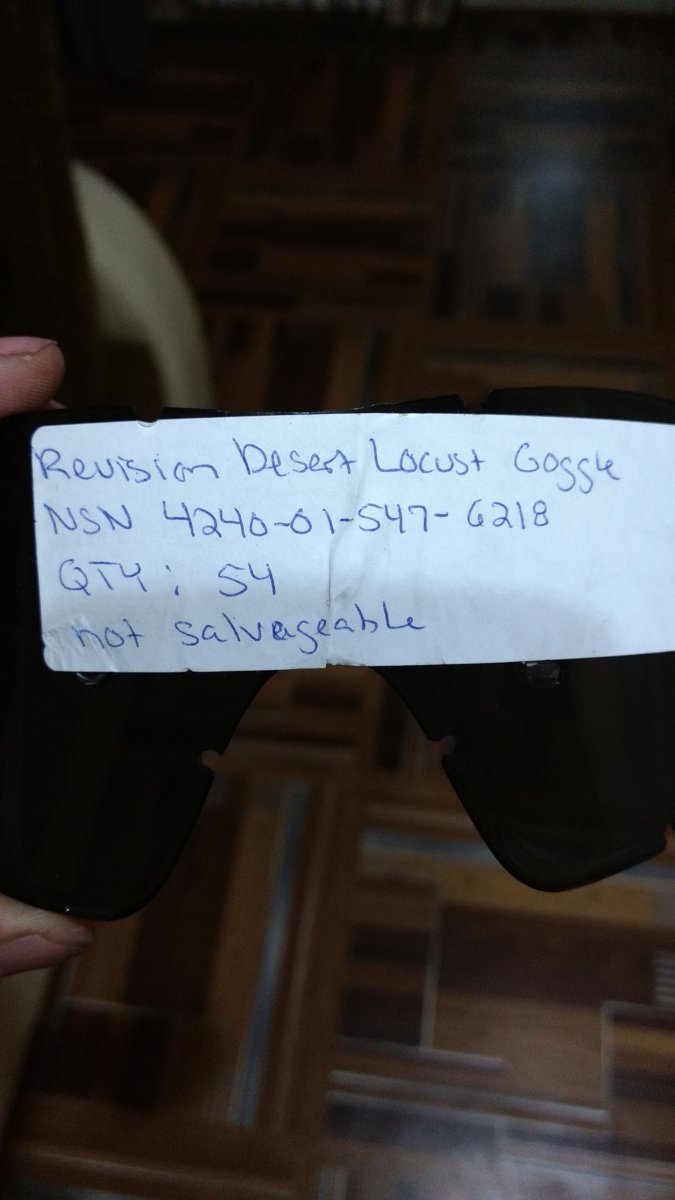 Revision Desert Locust Goggle
NSN 4240-01-547-6218
QTY: 54
not salvageable